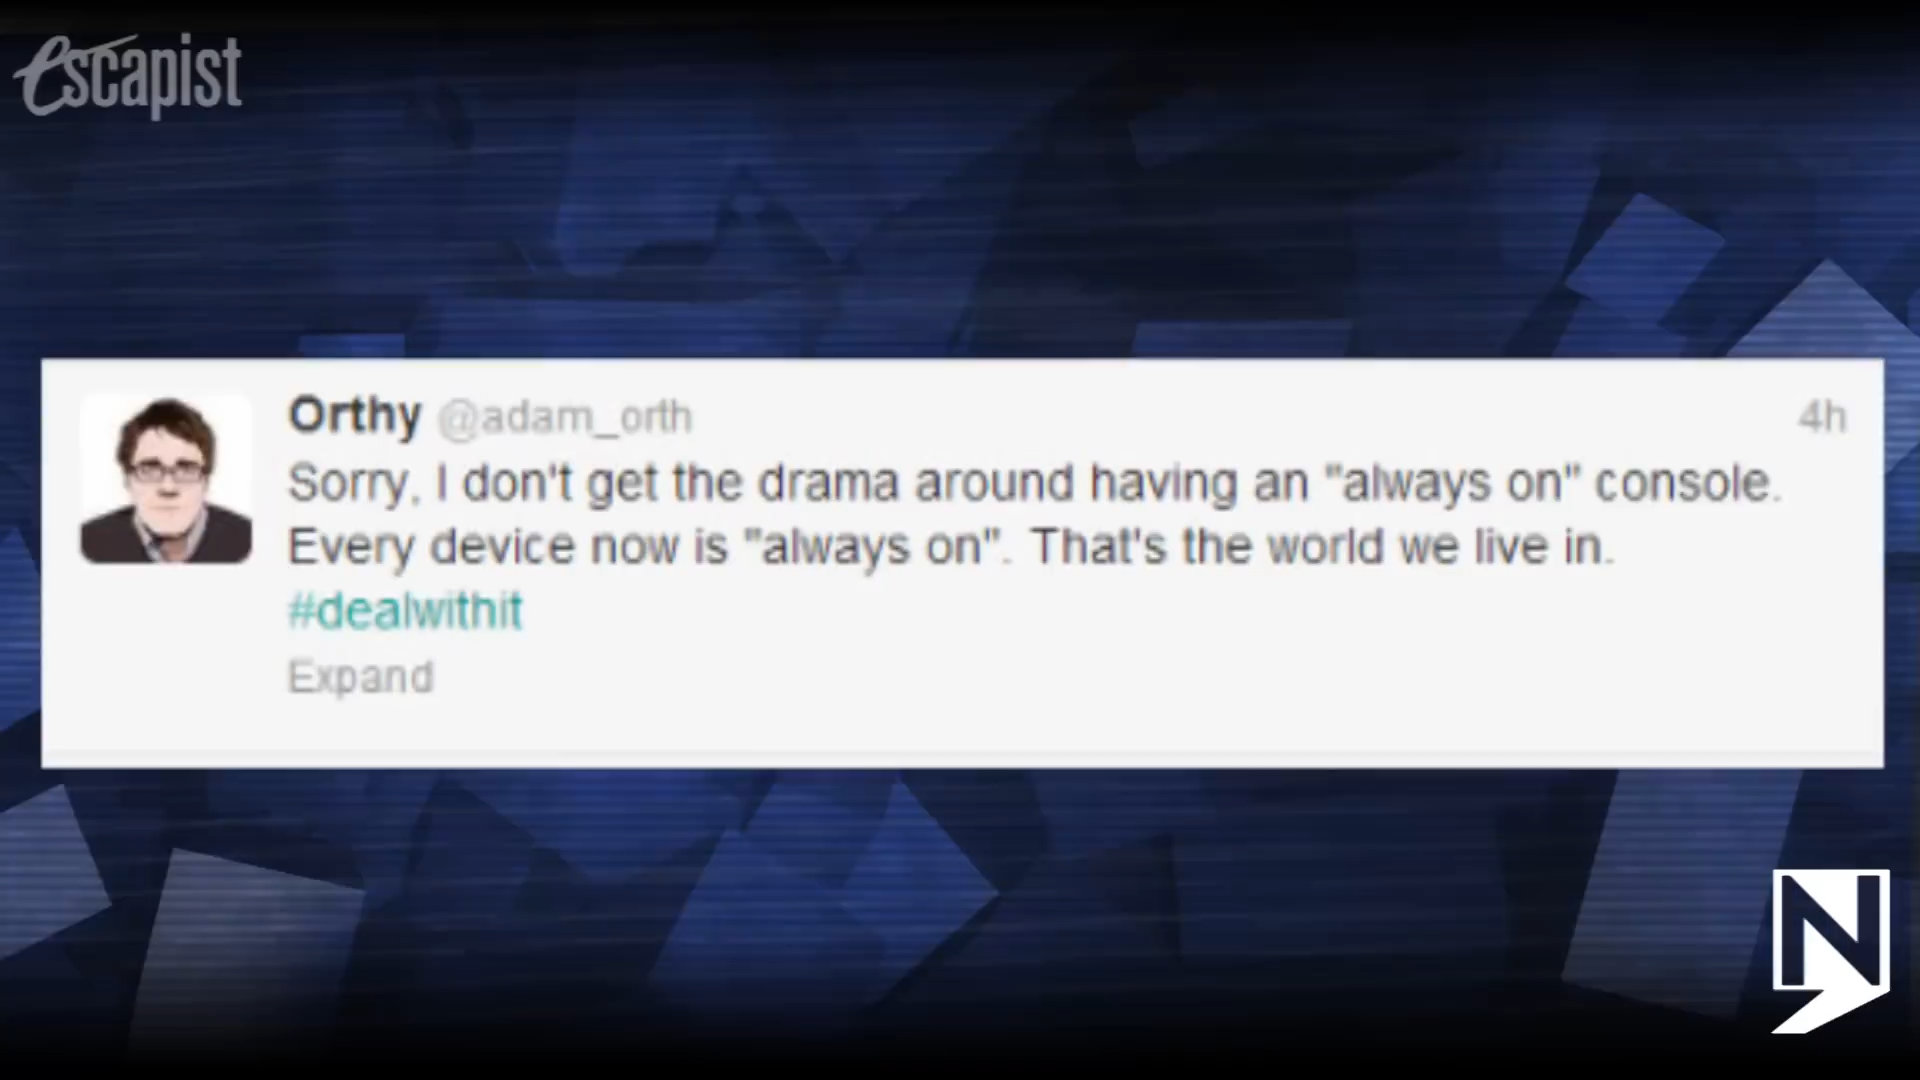 escapist
Orthy @adam_orth 4h
Sorry, I don't get the drama around having an "always on" console.
Every device now is "always on". That's the world we live in.
#dealwithit
Expand
N